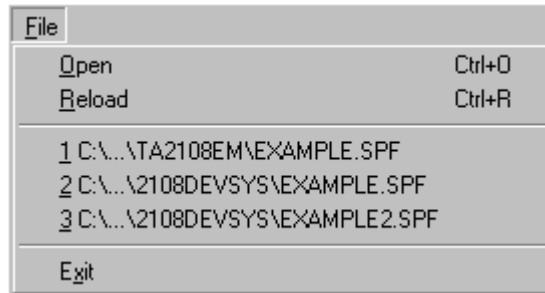 File
Open Ctrl+O
Reload Ctrl+R
1 C:\...\TA2108EM\EXAMPLE.SPF
2 C:\...\2108DEVSYS\EXAMPLE.SPF
3 C:\...\2108DEVSYS\EXAMPLE2.SPF
Exit